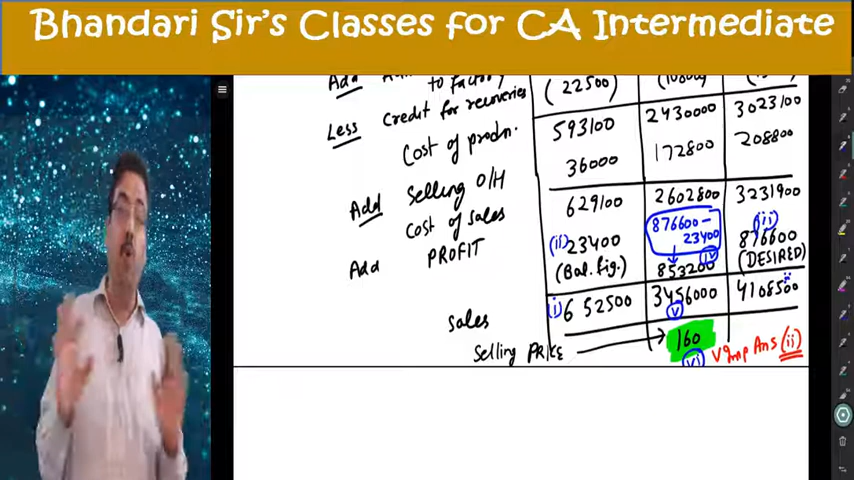 Bhandari Sir's Classes for CA Intermediate
Add
to factory (22500)
Less Credit for recoveries
Cost of prodn. 593100 2430000 3023100
36000 172800 208800
Add Selling O/H
Cost of sales 629100 2602800 3231900
Add PROFIT (iii) 23400 876600 - 23400 (ii) 876600
(Bal. fig.) 853200 (iv) (DESIRED)
Sales (i) 6 52500 3456000 4108500
(v)
Selling PRICE 160 V Imp Ans (ii)
(vi)